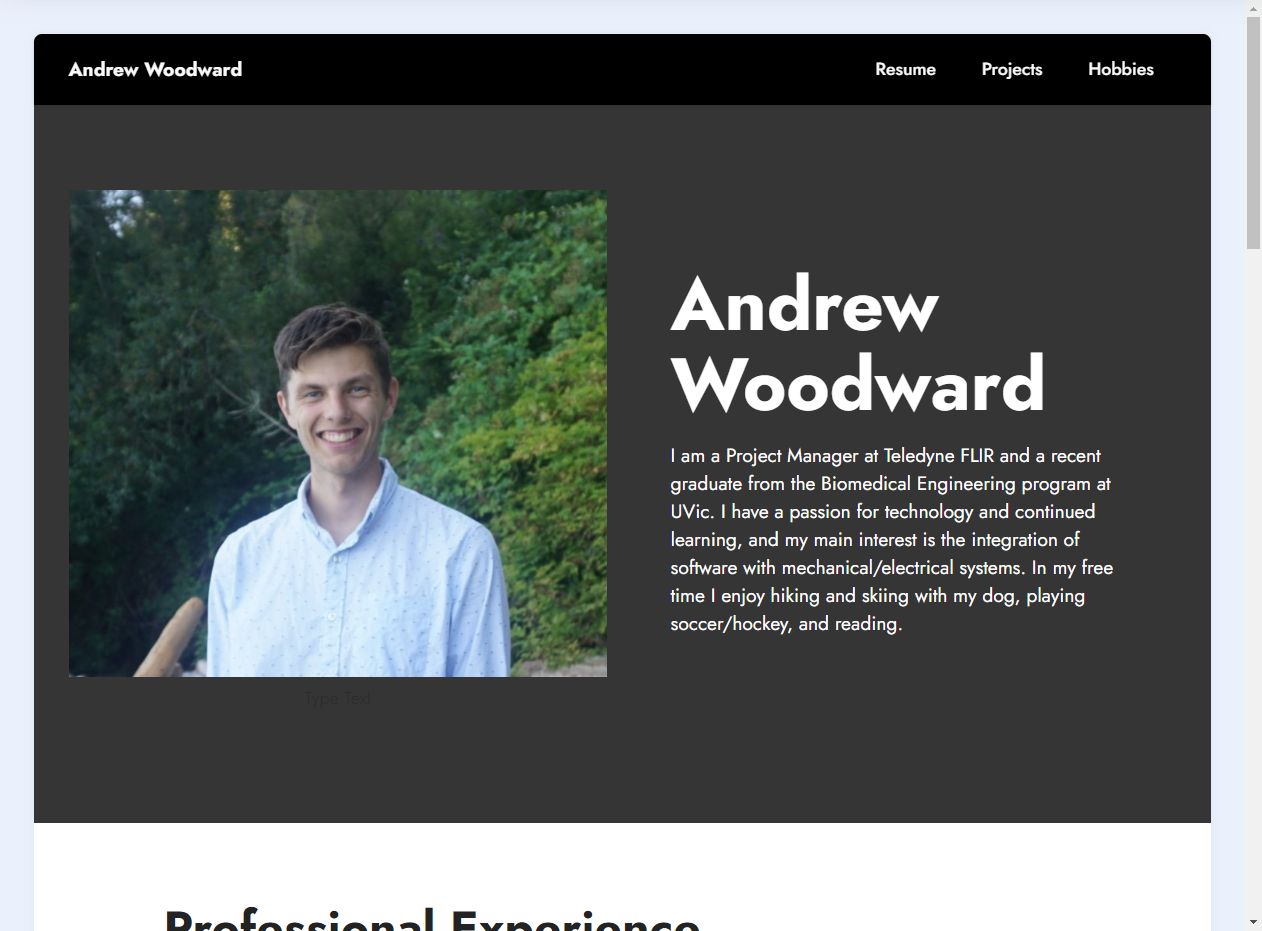 Andrew Woodward
Resume Projects Hobbies
Andrew
Woodward
I am a Project Manager at Teledyne FLIR and a recent
graduate from the Biomedical Engineering program at
UVic. I have a passion for technology and continued
learning, and my main interest is the integration of
software with mechanical/electrical systems. In my free
time I enjoy hiking and skiing with my dog, playing
soccer/hockey, and reading.
Type Text
Professional Experience